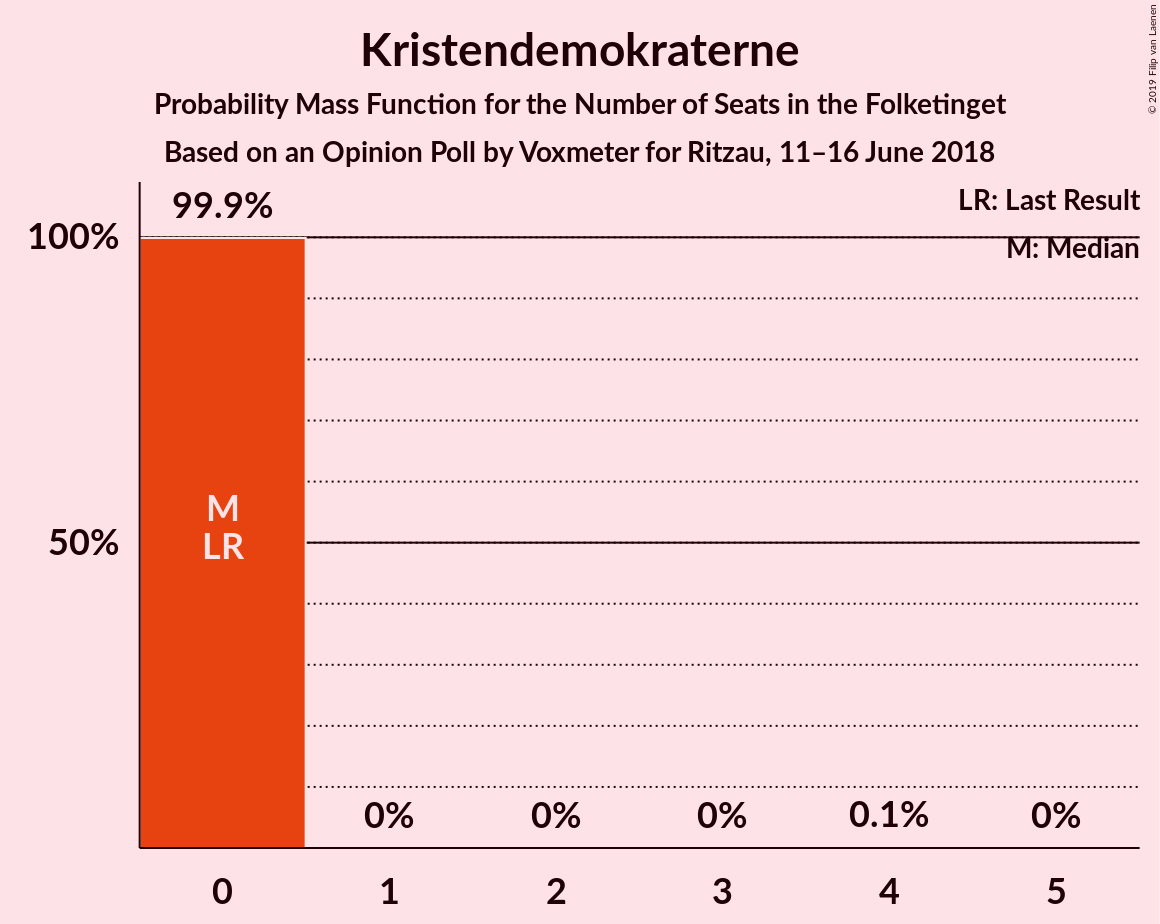 Kristendemokraterne
Probability Mass Function for the Number of Seats in the Folketinget
Based on an Opinion Poll by Voxmeter for Ritzau, 11–16 June 2018
© 2019 Filip van Laenen
LR: Last Result
M: Median
99.9%
100%
50%
M
LR
0%
0%
0%
0.1%
0%
0
1
2
3
4
5